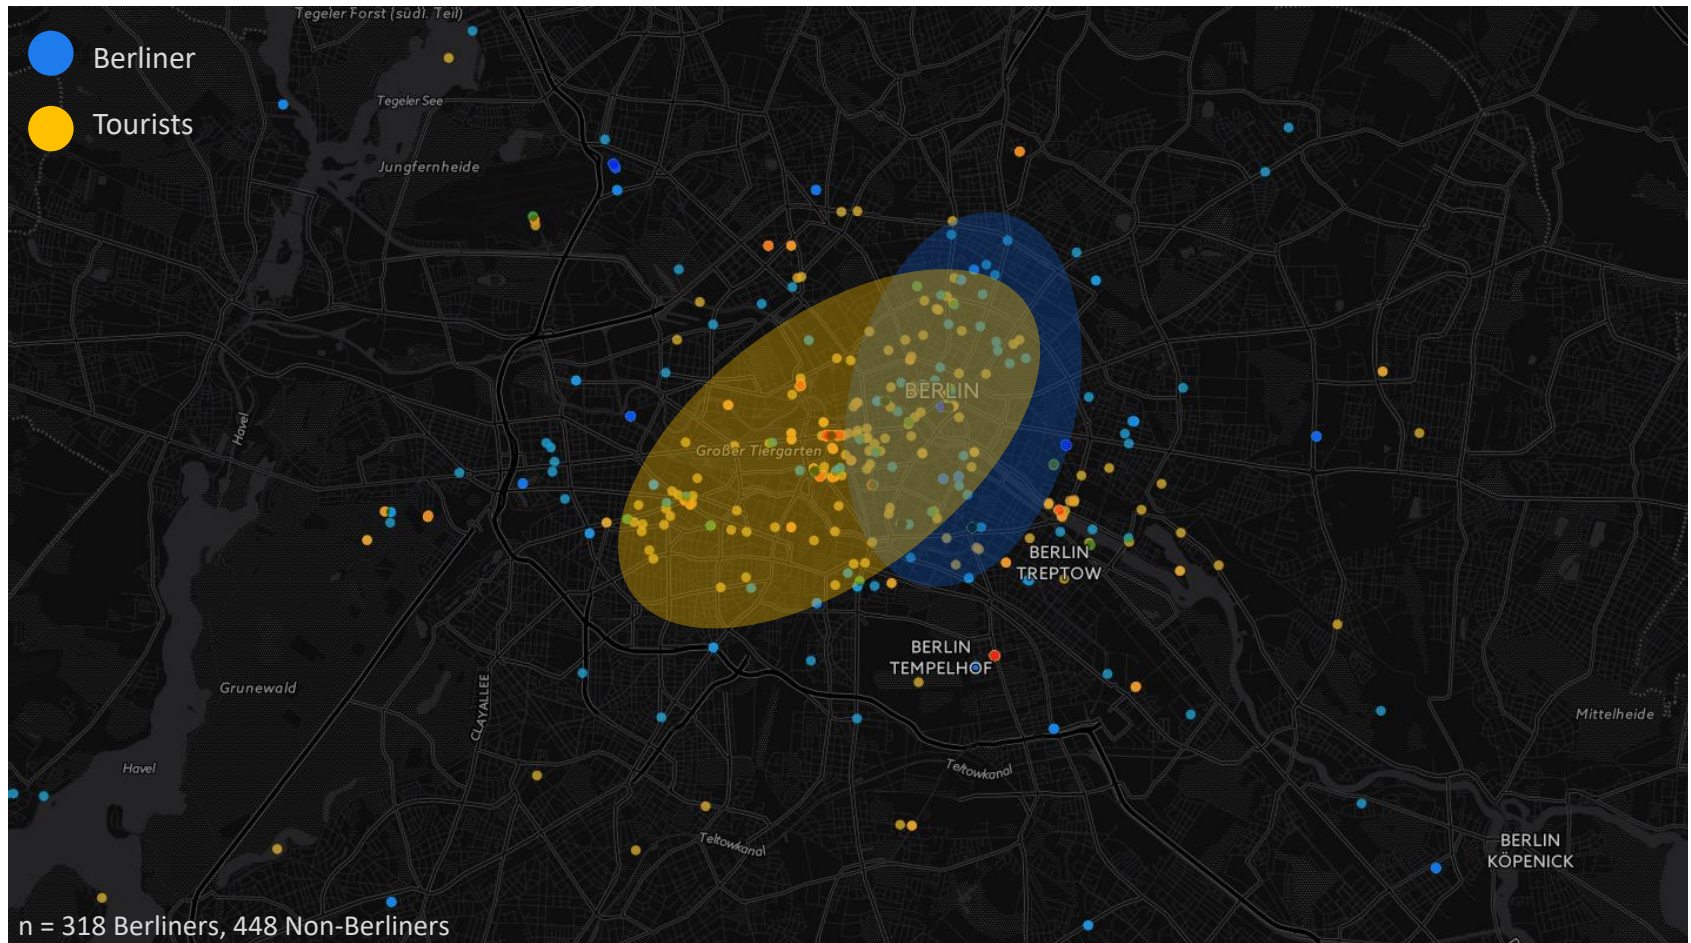 Tegeler Forst (südl. Teil)
Berliner
Tegeler See
Tourists
Jungfernheide
BERLIN
Havel
Großer Tiergarten
BERLIN
TREPTOW
BERLIN
TEMPELHOF
Grunewald
CLAYALLEE
Mittelheide
Havel
Teltowkanal
Teltowkanal
BERLIN
KÖPENICK
n = 318 Berliners, 448 Non-Berliners